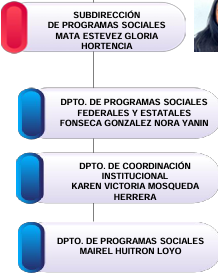 SUBDIRECCIÓN
DE PROGRAMAS SOCIALES
MATA ESTEVEZ GLORIA
HORTENCIA
DPTO. DE PROGRAMAS SOCIALES
FEDERALES Y ESTATALES
FONSECA GONZALEZ NORA YANIN
DPTO. DE COORDINACIÓN
INSTITUCIONAL
KAREN VICTORIA MOSQUEDA
HERRERA
DPTO. DE PROGRAMAS SOCIALES
MAIREL HUITRON LOYO